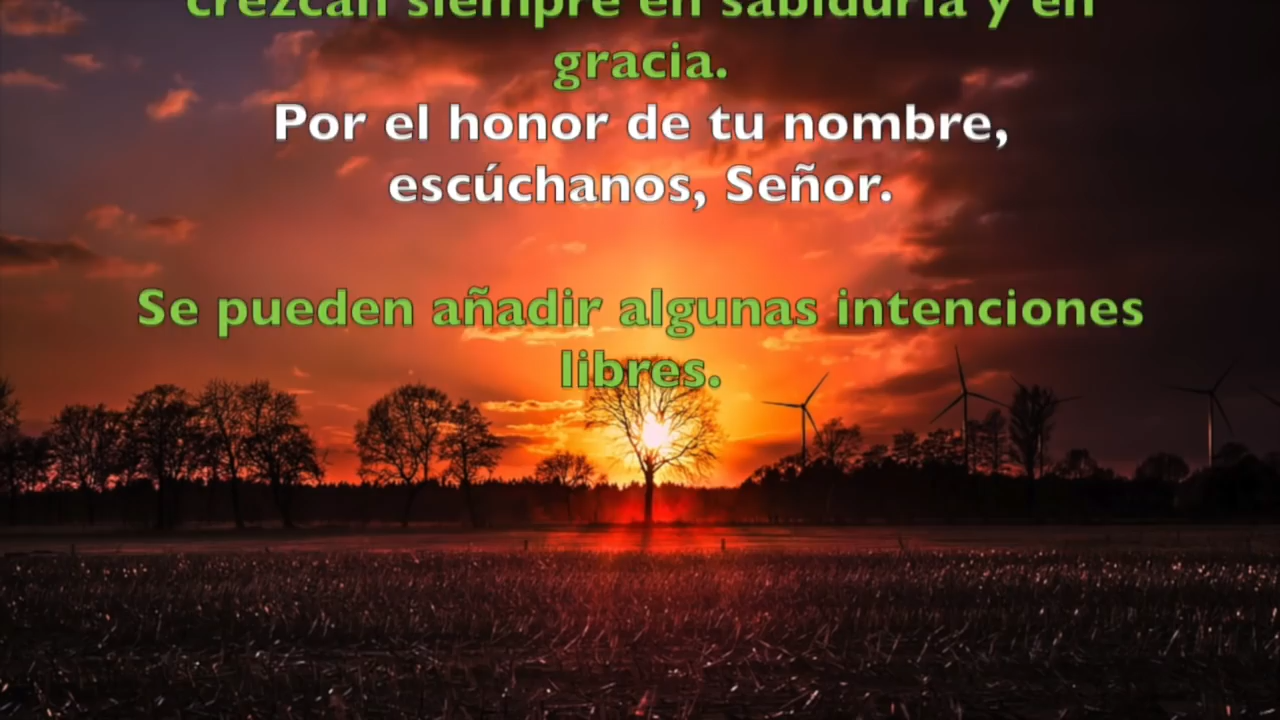 crezcan siempre en sabiduría y en
gracia.
Por el honor de tu nombre,
escúchanos, Señor.
Se pueden añadir algunas intenciones
libres.